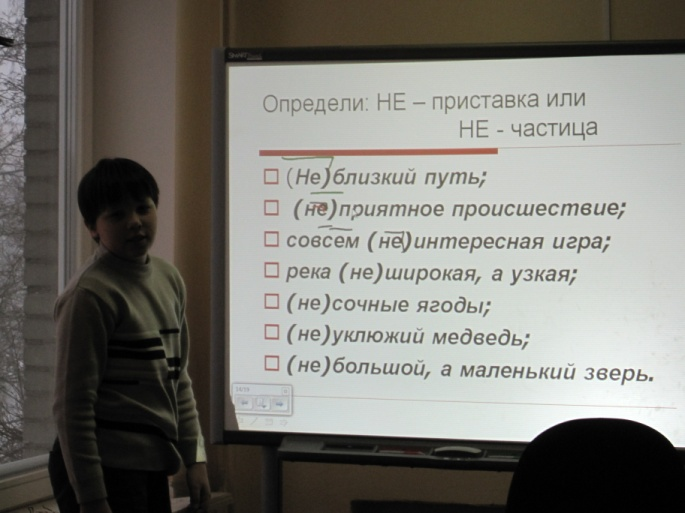 SMART
Определи: НЕ – приставка или
НЕ - частица
(Не)близкий путь;
(не)приятное происшествие;
совсем (не)интересная игра;
река (не)широкая, а узкая;
(не)сочные ягоды;
(не)уклюжий медведь;
(не)большой, а маленький зверь.